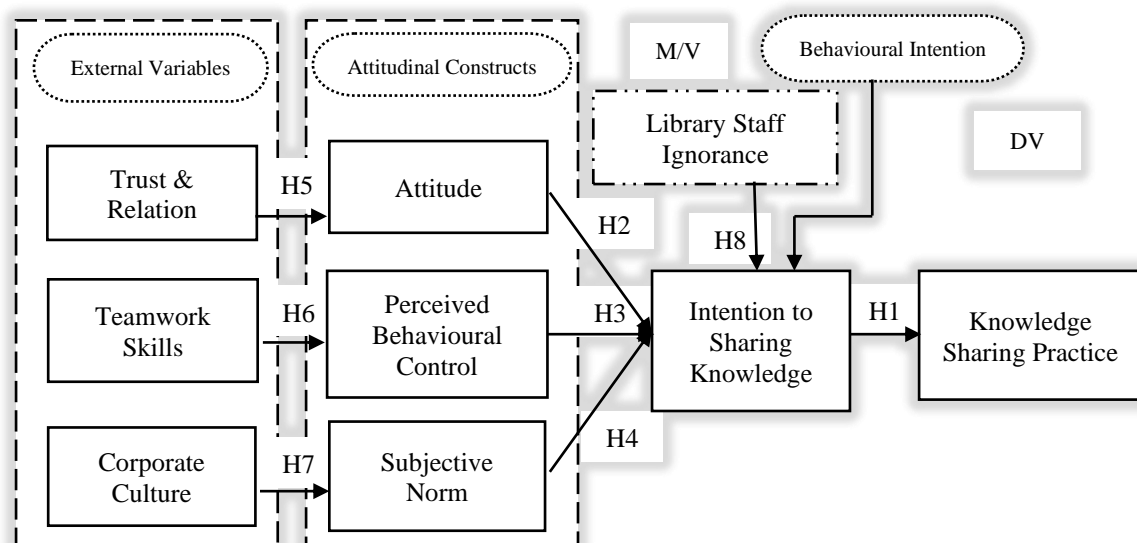 External Variables
Attitudinal Constructs
M/V
Behavioural Intention
Library Staff
Ignorance
DV
Trust &
Relation
H5
Attitude
H2
H8
Teamwork
Skills
H6
Perceived
Behavioural
Control
H3
Intention to
Sharing
Knowledge
H1
Knowledge
Sharing Practice
H4
Corporate
Culture
H7
Subjective
Norm